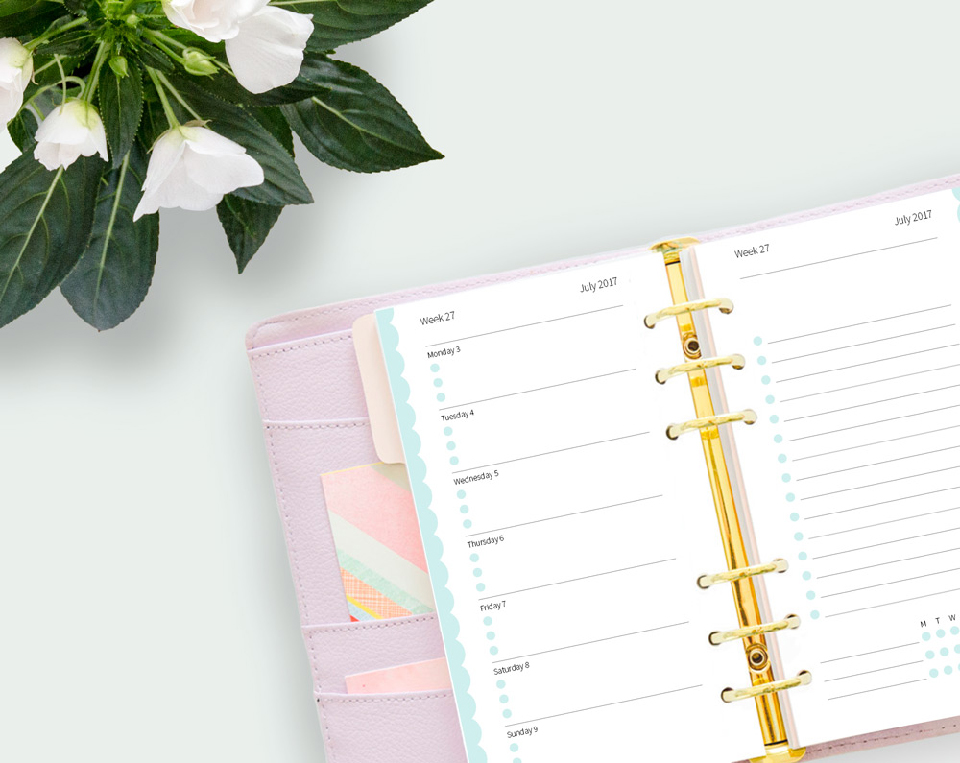 Week 27
July 2017
Monday 3
Tuesday 4
Wednesday 5
Thursday 6
Friday 7
Saturday 8
Sunday 9
Week 27
July 2017
M T W